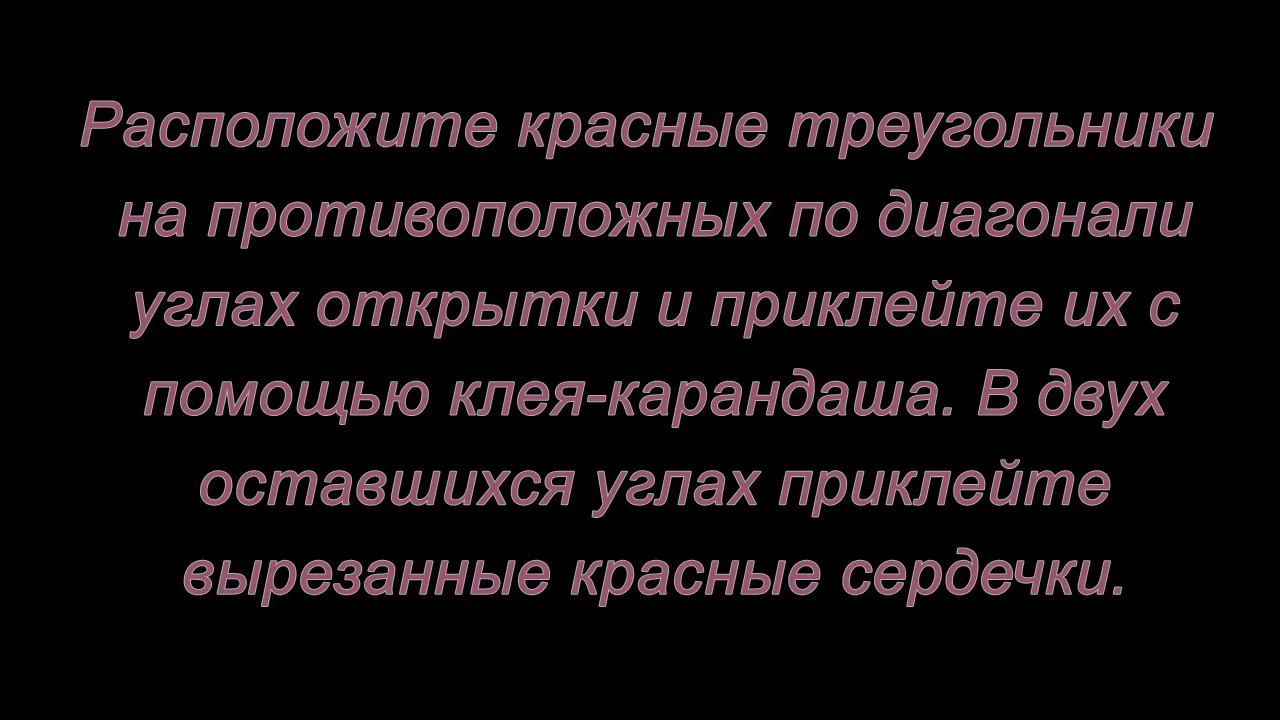 Расположите красные треугольники
на противоположных по диагонали
углах открытки и приклейте их с
помощью клея-карандаша. В двух
оставшихся углах приклейте
вырезанные красные сердечки.